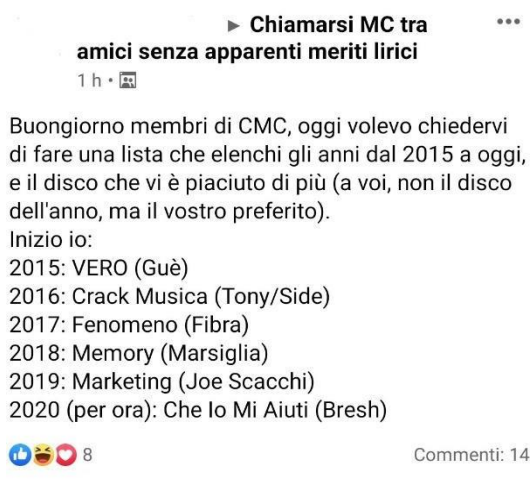 ▸ Chiamarsi MC tra
amici senza apparenti meriti lirici
1 h ·
Buongiorno membri di CMC, oggi volevo chiedervi
di fare una lista che elenchi gli anni dal 2015 a oggi,
e il disco che vi è piaciuto di più (a voi, non il disco
dell'anno, ma il vostro preferito).
Inizio io:
2015: VERO (Guè)
2016: Crack Musica (Tony/Side)
2017: Fenomeno (Fibra)
2018: Memory (Marsiglia)
2019: Marketing (Joe Scacchi)
2020 (per ora): Che Io Mi Aiuti (Bresh)
8
Commenti: 14